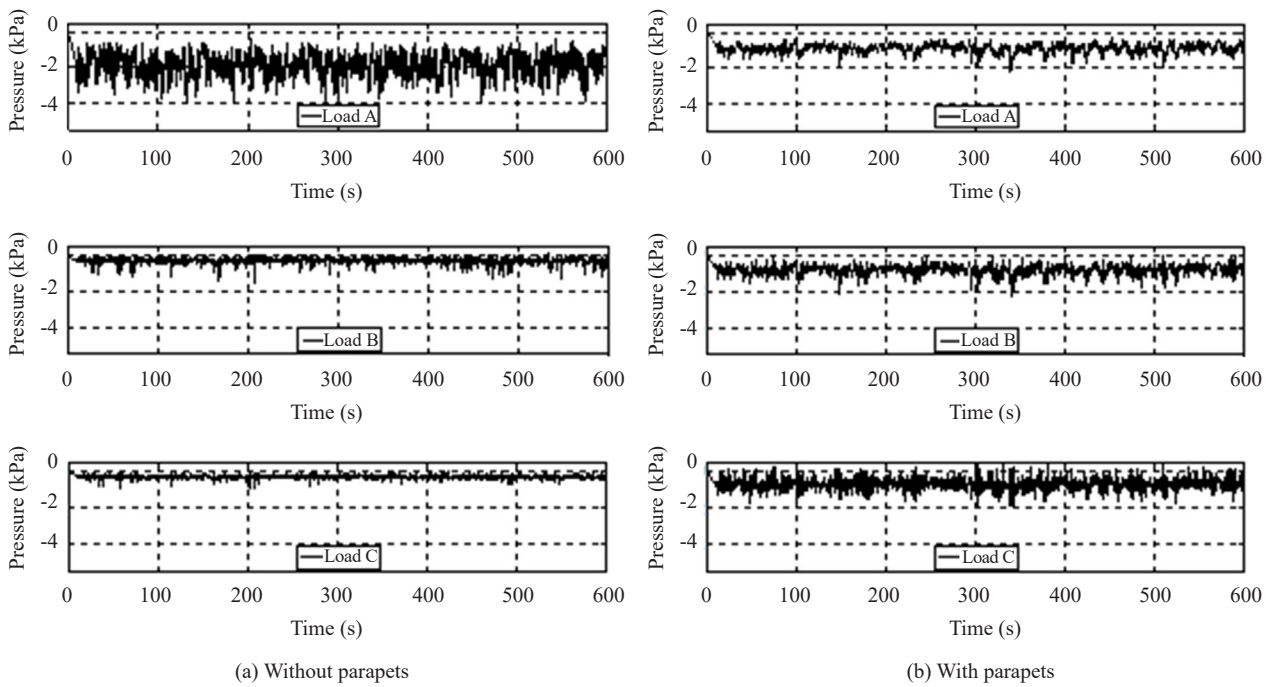 Pressure (kPa)
0
-2
-4
Load A
0 100 200 300 400 500 600
Time (s)
Pressure (kPa)
0
-2
-4
Load B
0 100 200 300 400 500 600
Time (s)
Pressure (kPa)
0
-2
-4
Load C
0 100 200 300 400 500 600
Time (s)
(a) Without parapets
Pressure (kPa)
0
-2
-4
Load A
0 100 200 300 400 500 600
Time (s)
Pressure (kPa)
0
-2
-4
Load B
0 100 200 300 400 500 600
Time (s)
Pressure (kPa)
0
-2
-4
Load C
0 100 200 300 400 500 600
Time (s)
(b) With parapets